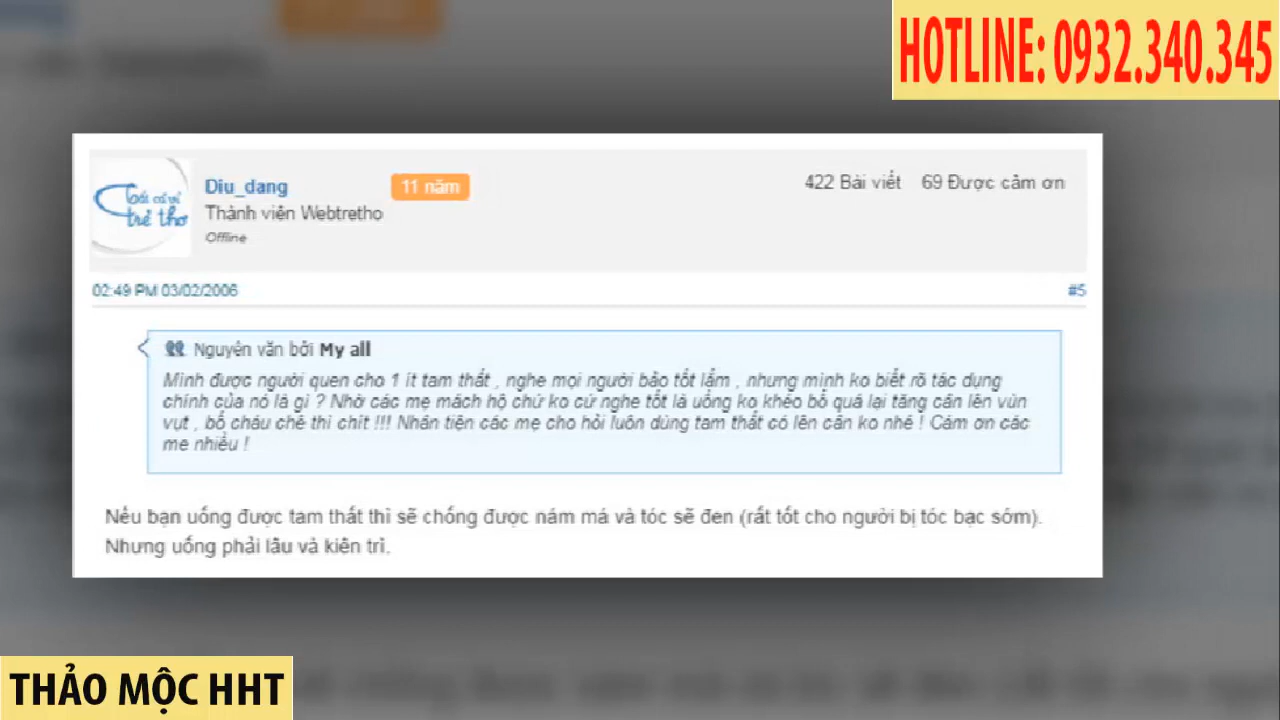 HOTLINE: 0932.340.345
Tất cả vì
trẻ thơ
Diu_dang
11 năm
422 Bài viết 69 Được cảm ơn
Thành viên Webtretho
Offline
02:49 PM 03/02/2006
#5
Nguyên văn bởi My all
Mình được người quen cho 1 ít tam thất , nghe mọi người bảo tốt lắm , nhưng mình ko biết rõ tác dụng
chính của nó là gì ? Nhờ các mẹ mách hộ chứ ko cứ nghe tốt là uống ko khéo bổ quá lại tăng cân lên vùn
vụt , bố cháu chê thì chít !!! Nhân tiện các mẹ cho hỏi luôn dùng tam thất có lên cân ko nhé ! Cám ơn các
mẹ nhiều !
Nếu bạn uống được tam thất thì sẽ chống được nám má và tóc sẽ đen (rất tốt cho người bị tóc bạc sớm).
Nhưng uống phải lâu và kiên trì.
THẢO MỘC HHT